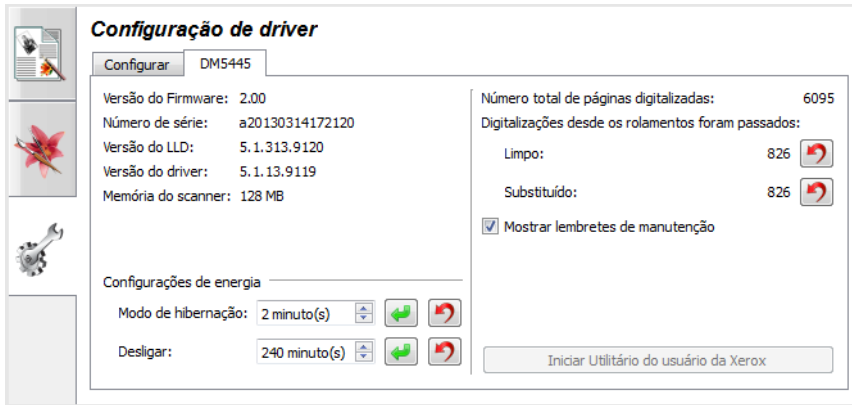 Configuração de driver
Configurar DM5445
Versão do Firmware: 2.00
Número de série: a20130314172120
Versão do LLD: 5.1.313.9120
Versão do driver: 5.1.13.9119
Memória do scanner: 128 MB
Configurações de energia
Modo de hibernação: 2 minuto(s)
Desligar: 240 minuto(s)
Número total de páginas digitalizadas: 6095
Digitalizações desde os rolamentos foram passados:
Limpo: 826
Substituído: 826
Mostrar lembretes de manutenção
Iniciar Utilitário do usuário da Xerox